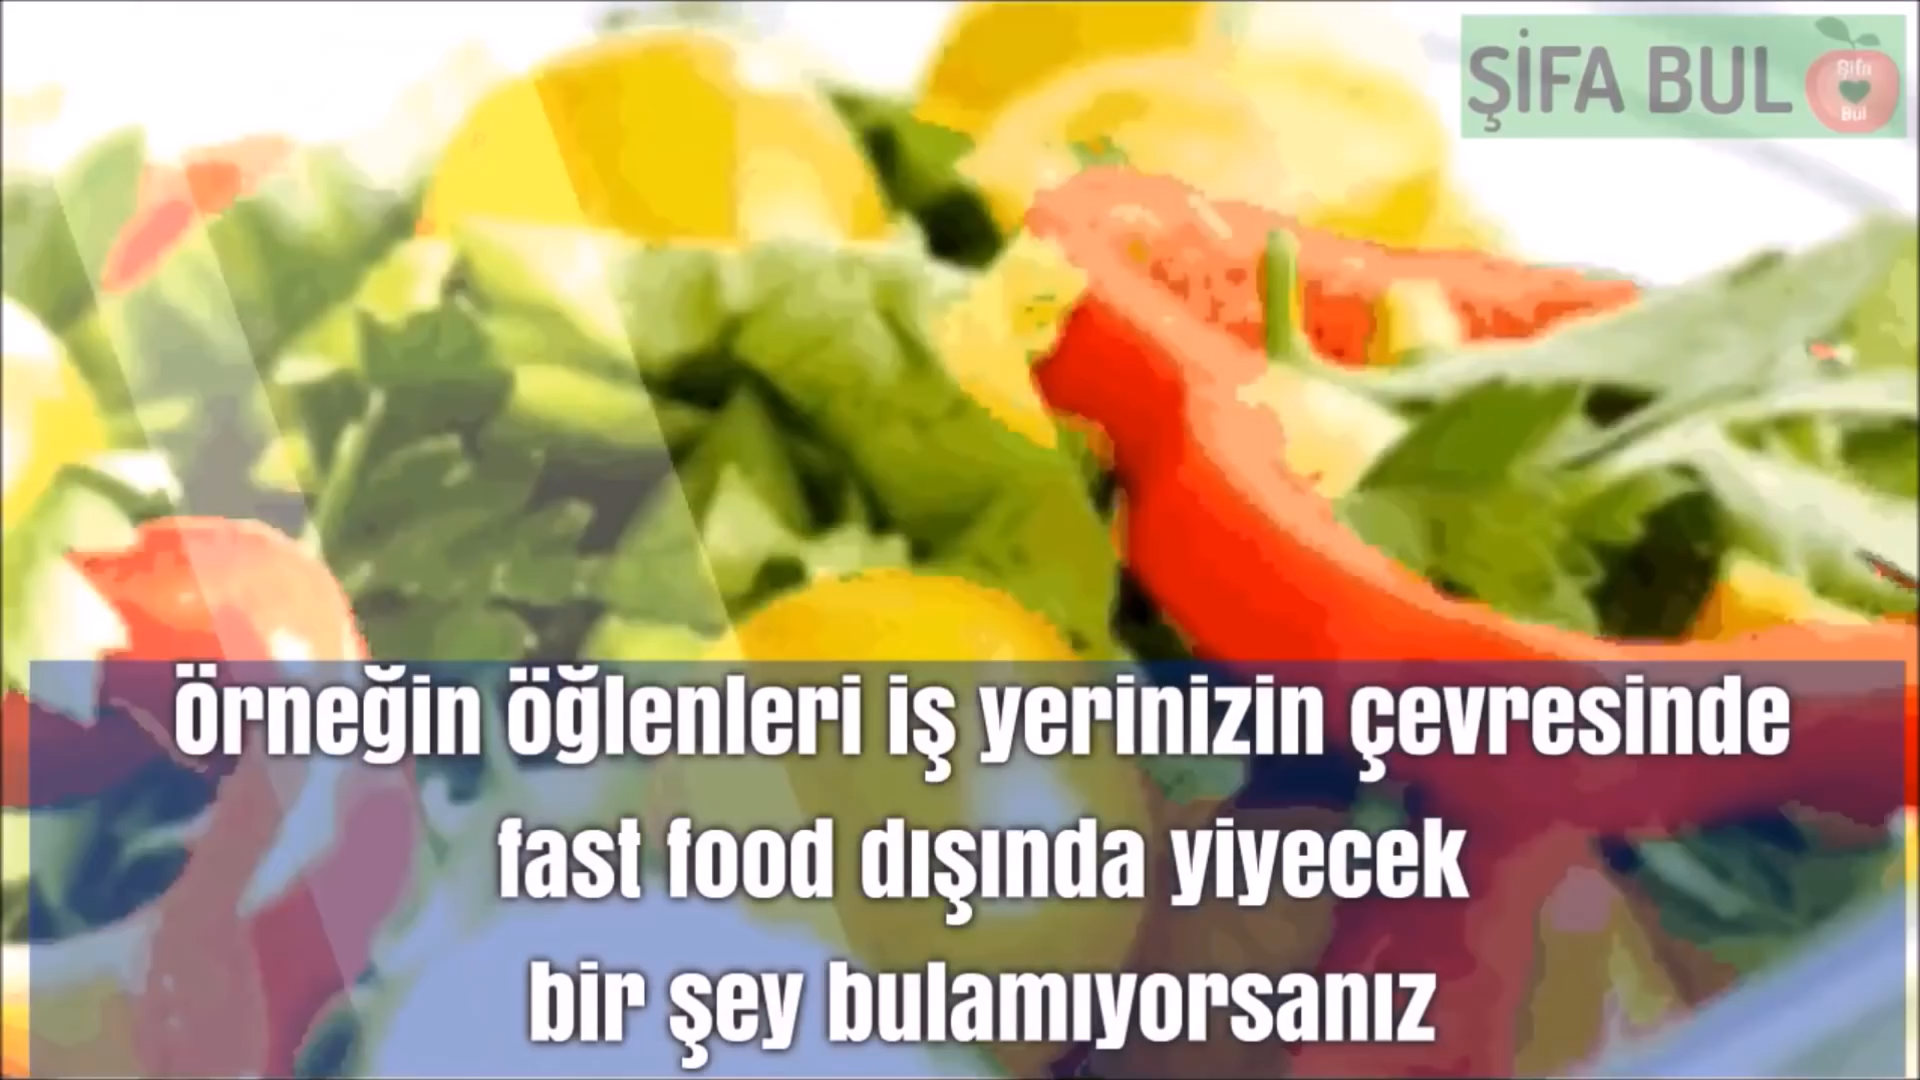 ŞİFA BUL
Şifa
Bul
Örneğin öğlenleri iş yerinizin çevresinde
fast food dışında yiyecek
bir şey bulamıyorsanız